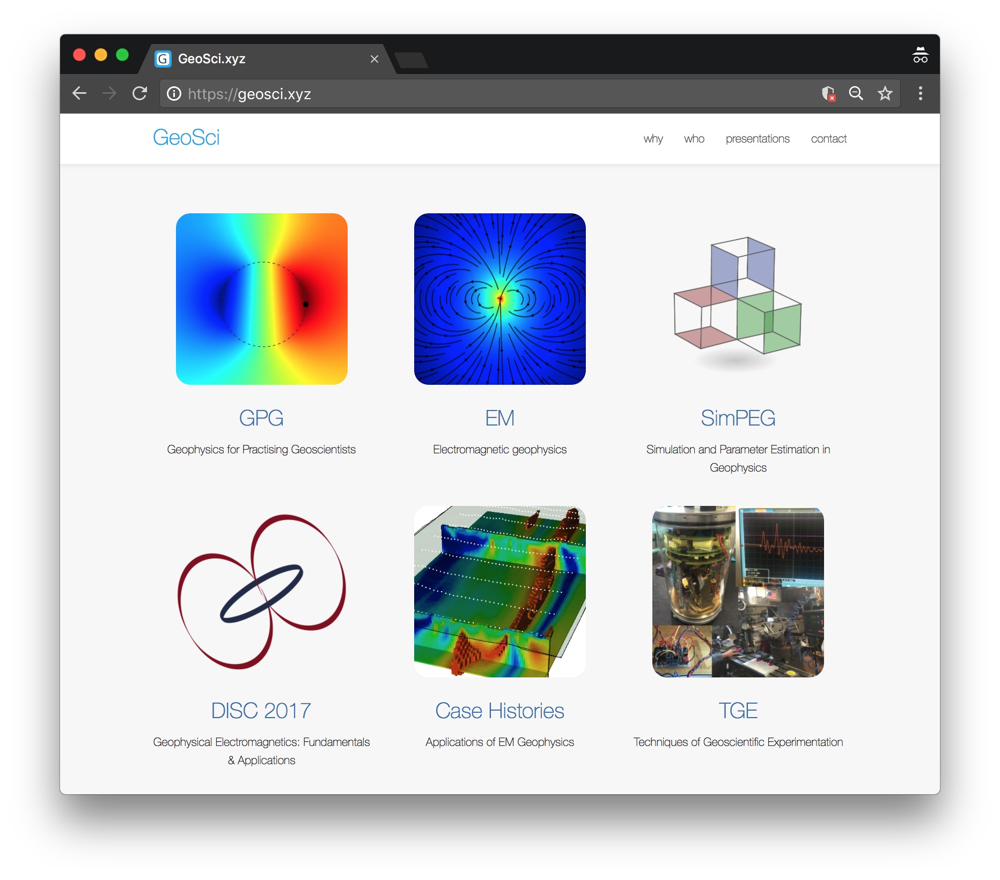 G GeoSci.xyz
https://geosci.xyz
GeoSci
why who presentations contact
GPG
Geophysics for Practising Geoscientists
EM
Electromagnetic geophysics
SimPEG
Simulation and Parameter Estimation in
Geophysics
DISC 2017
Geophysical Electromagnetics: Fundamentals
& Applications
Case Histories
Applications of EM Geophysics
TGE
Techniques of Geoscientific Experimentation